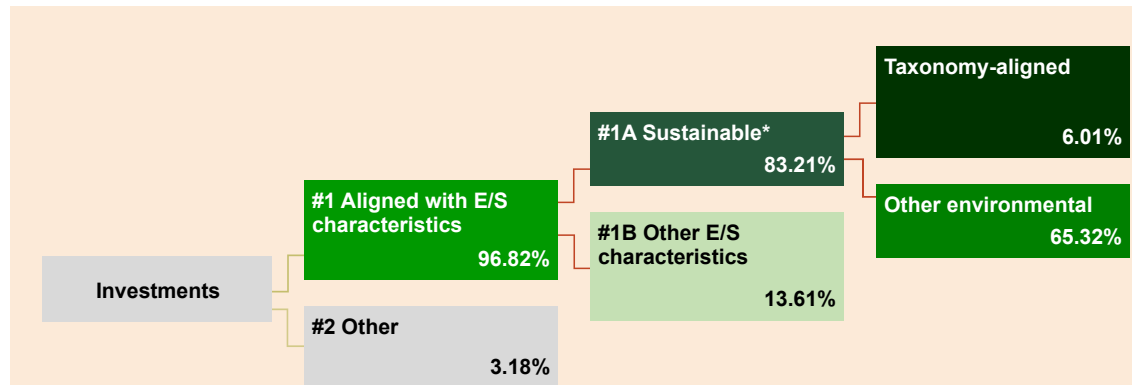 Taxonomy-aligned
6.01%
#1A Sustainable*
83.21%
#1 Aligned with E/S
characteristics
96.82%
Other environmental
65.32%
#1B Other E/S
characteristics
13.61%
Investments
#2 Other
3.18%